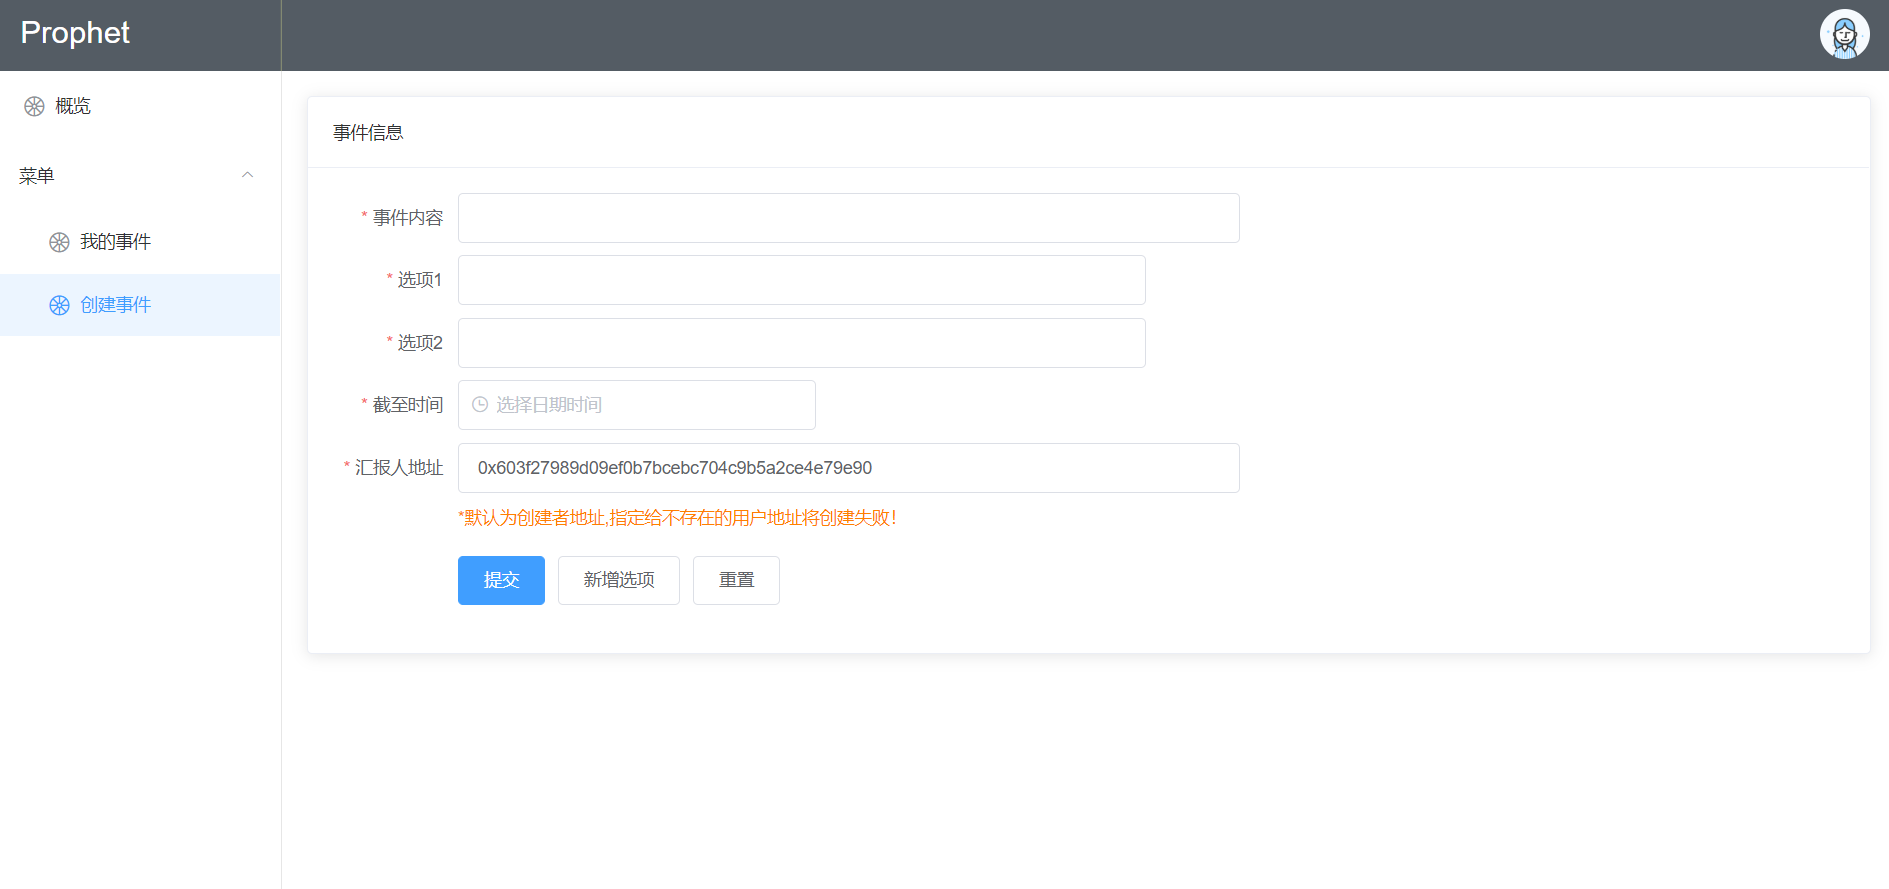 Prophet
概览
菜单
我的事件
创建事件
事件信息
* 事件内容
* 选项1
* 选项2
* 截至时间 选择日期时间
* 汇报人地址 0x603f27989d09ef0b7bcebc704c9b5a2ce4e79e90
*默认为创建者地址,指定给不存在的用户地址将创建失败!
提交 新增选项 重置